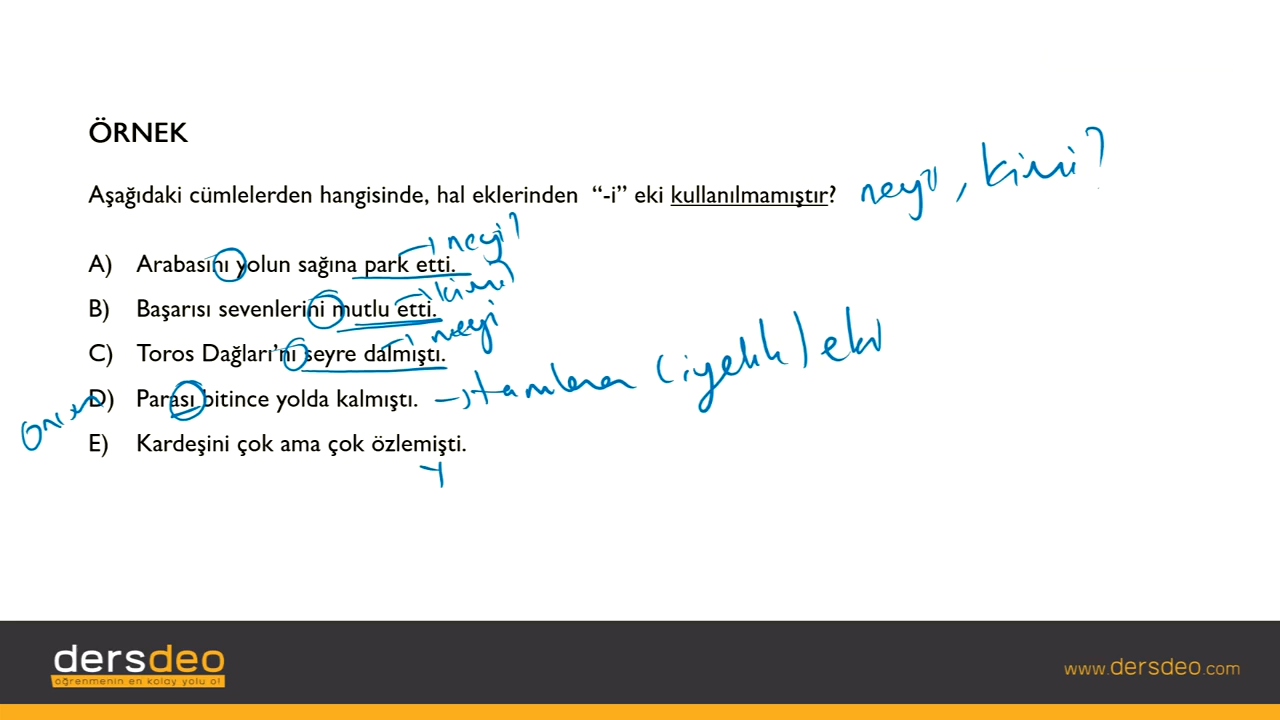 ÖRNEK
Aşağıdaki cümlelerden hangisinde, hal eklerinden “-i” eki kullanılmamıştır? neyi, kimi?
A) Arabasını yolun sağına park etti. → neyi?
B) Başarısı sevenlerini mutlu etti. → kimi?
C) Toros Dağları’nı seyre dalmıştı. → neyi
D) Parası bitince yolda kalmıştı. → tamlanan (iyelik) eki
E) Kardeşini çok ama çok özlemişti.
dersdeo
öğrenmenin en kolay yolu o!
www.dersdeo.com